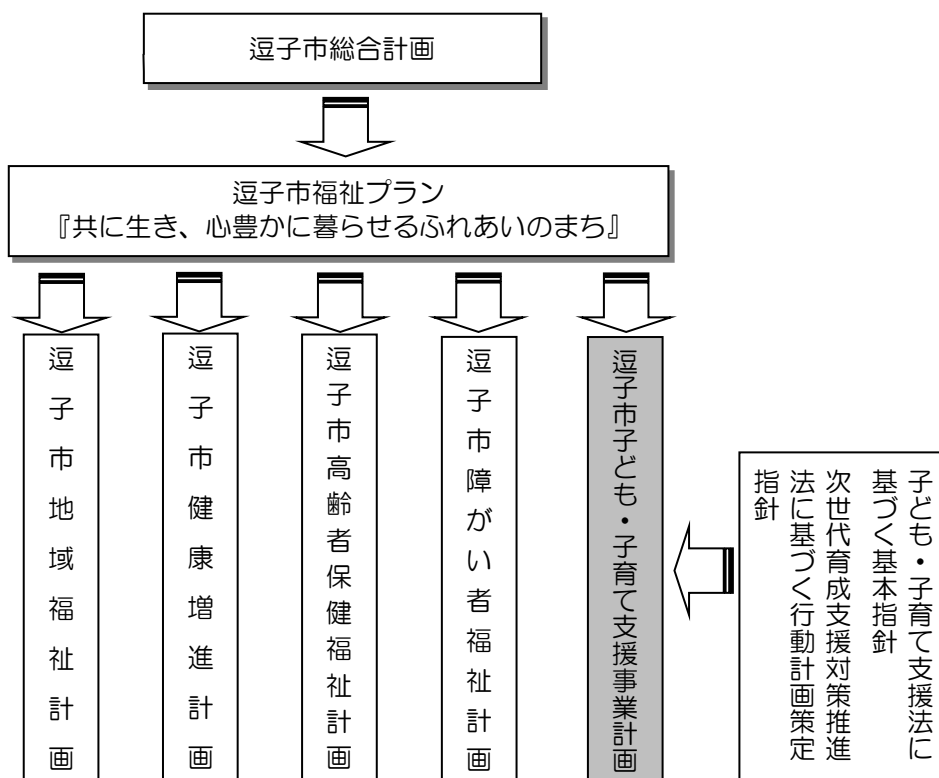 逗子市総合計画
逗子市福祉プラン
『共に生き、心豊かに暮らせるふれあいのまち』
逗子市地域福祉計画
逗子市健康増進計画
逗子市高齢者保健福祉計画
逗子市障がい者福祉計画
逗子市子ども・子育て支援事業計画
子ども・子育て支援法に
基づく基本指針
次世代育成支援対策推進
法に基づく行動計画策定
指針